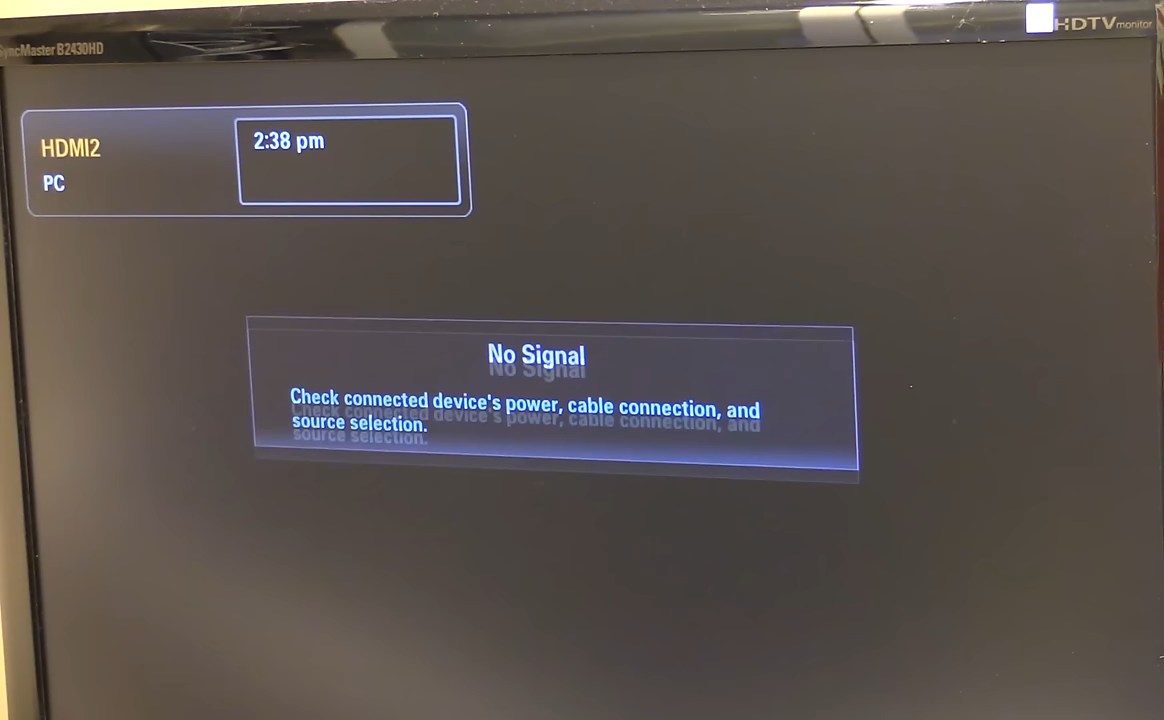 SyncMaster B2430HD
HDTV monitor
HDMI2
PC
2:38 pm
No Signal
Check connected device's power, cable connection, and
source selection.